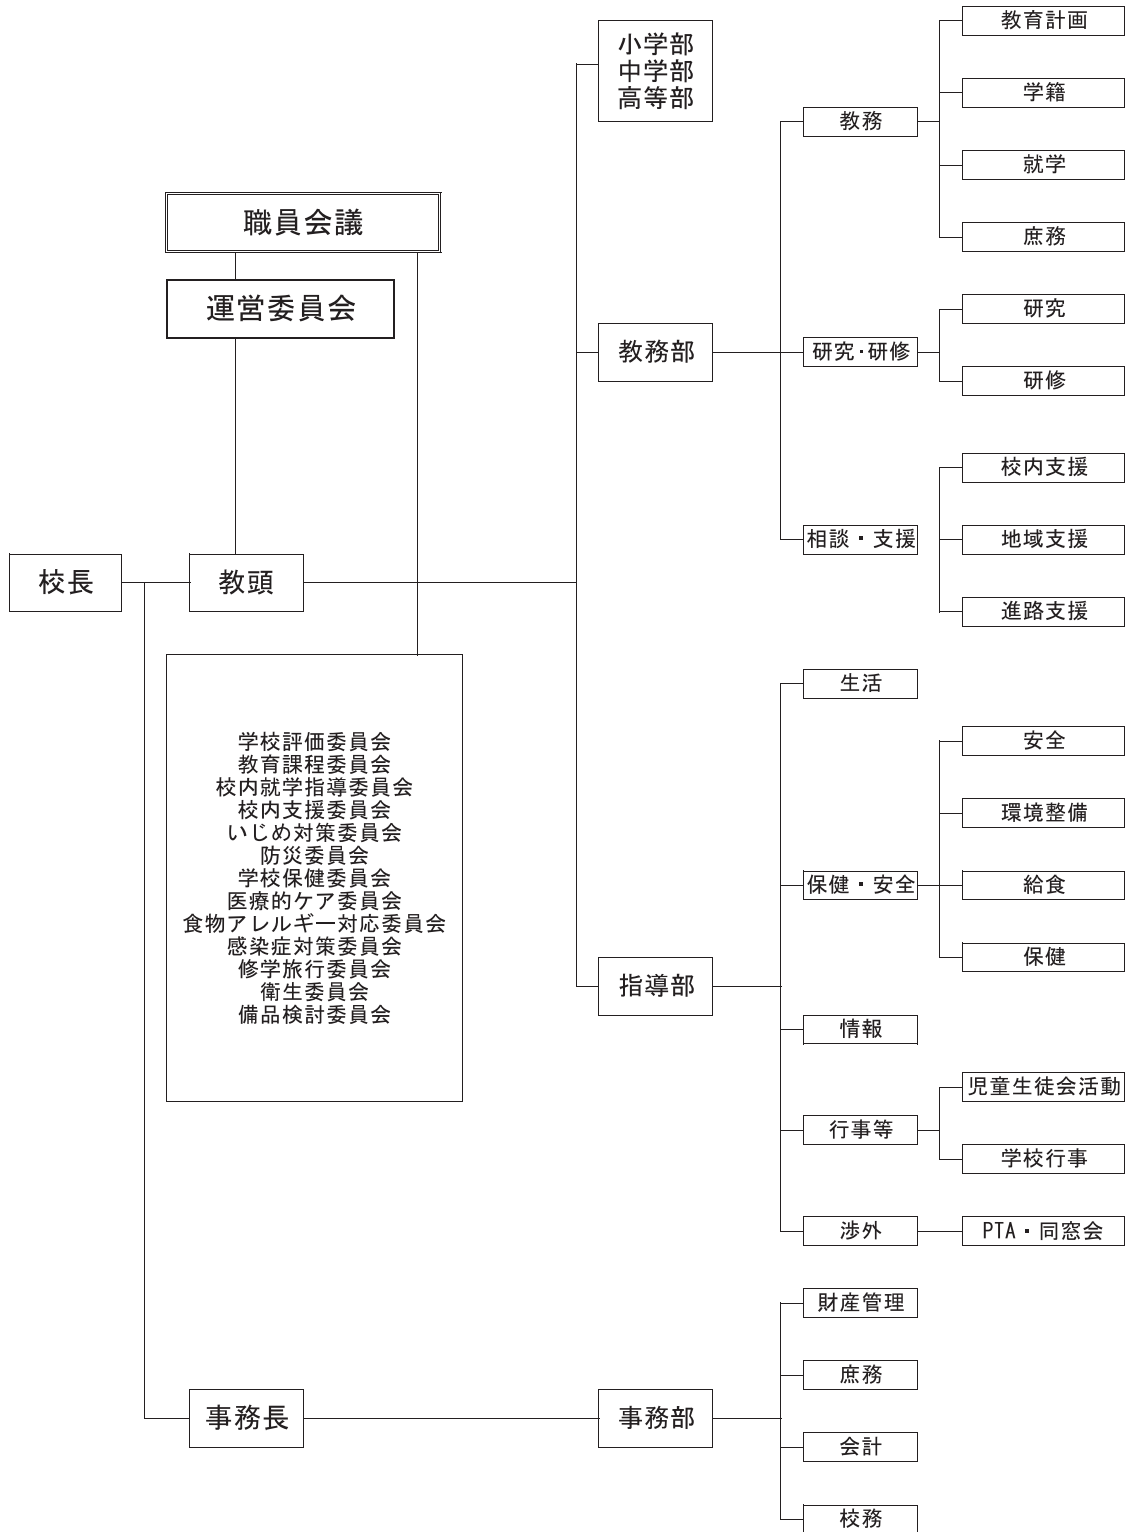 小学部
中学部
高等部
教育計画
学籍
教務
就学
庶務
職員会議
運営委員会
研究
教務部
研究・研修
研修
校内支援
相談・支援
地域支援
進路支援
校長
教頭
学校評価委員会
教育課程委員会
校内就学指導委員会
校内支援委員会
いじめ対策委員会
防災委員会
学校保健委員会
医療的ケア委員会
食物アレルギー対応委員会
感染症対策委員会
修学旅行委員会
衛生委員会
備品検討委員会
生活
安全
環境整備
保健・安全
給食
保健
指導部
情報
児童生徒会活動
行事等
学校行事
渉外
PTA・同窓会
財産管理
庶務
事務長
事務部
会計
校務